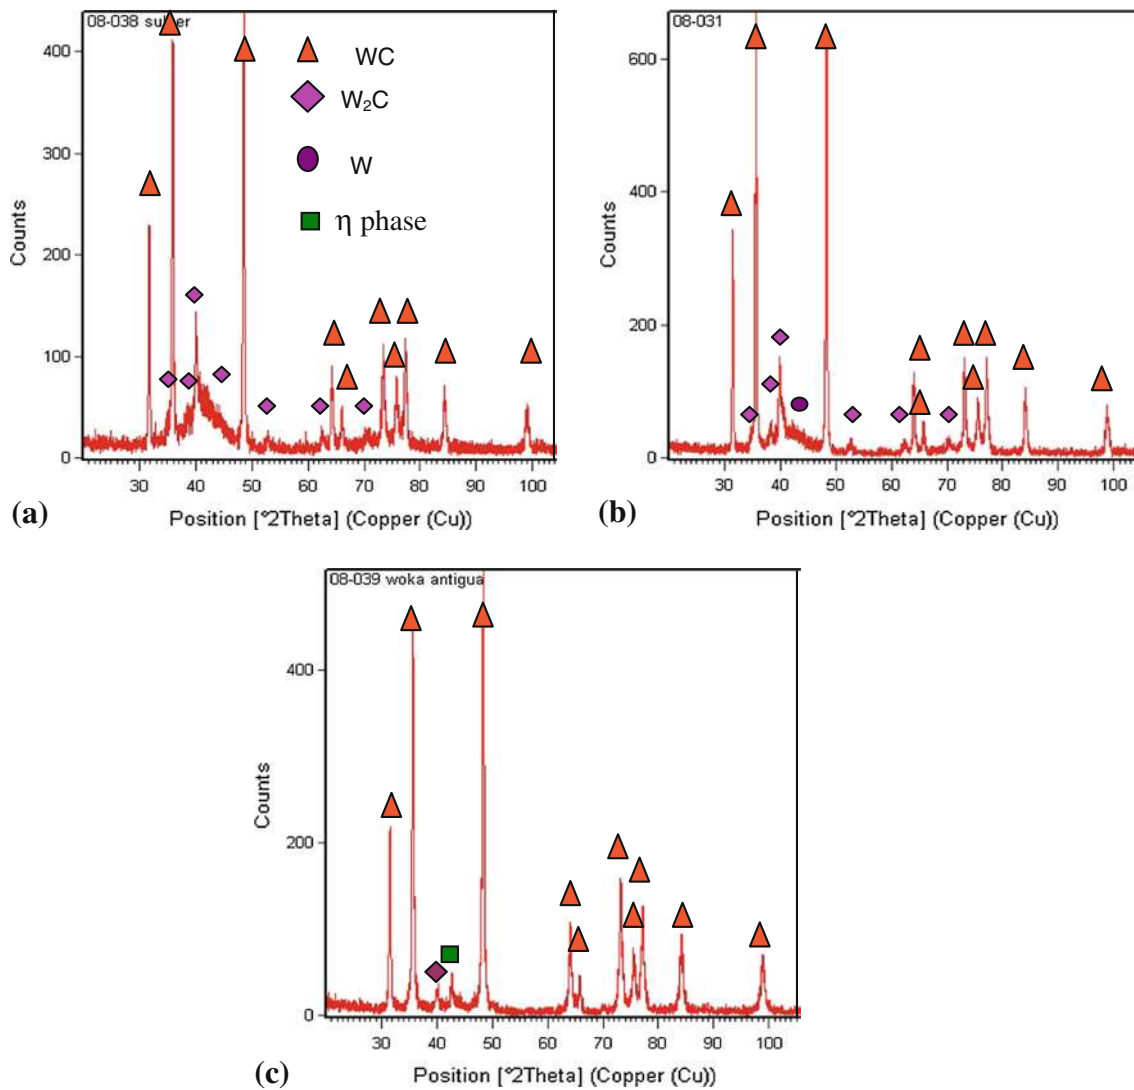 08-038 sulzer
400
300
200
100
0
Counts
30 40 50 60 70 80 90 100
Position [°2Theta] (Copper (Cu))
(a)
WC
W₂C
W
η phase
08-031
600
400
200
0
Counts
30 40 50 60 70 80 90 100
Position [°2Theta] (Copper (Cu))
(b)
08-039 woka antigua
400
200
0
Counts
30 40 50 60 70 80 90 100
Position [°2Theta] (Copper (Cu))
(c)